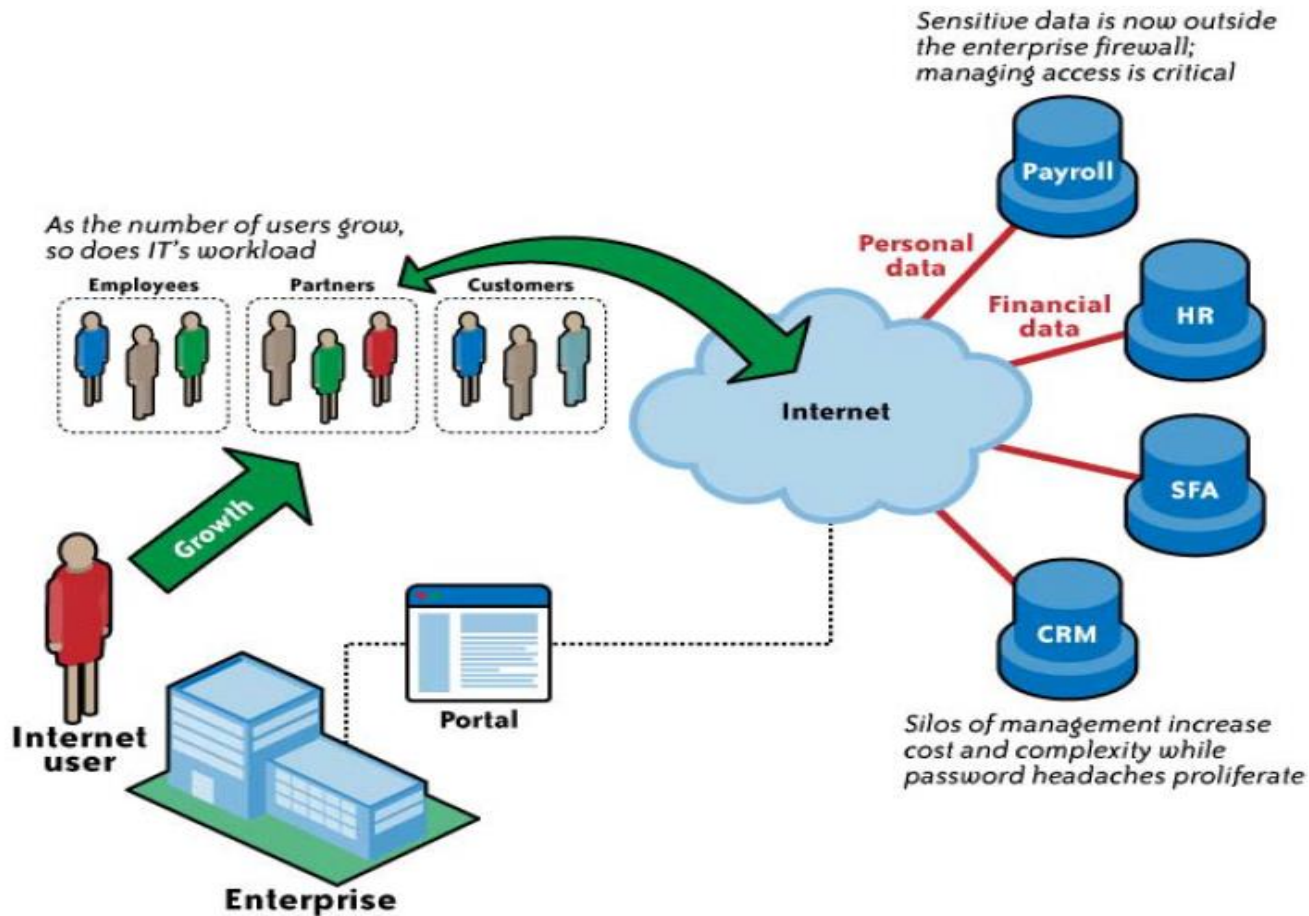 Sensitive data is now outside
the enterprise firewall;
managing access is critical
Payroll
As the number of users grow,
so does IT's workload
Personal
data
Employees
Partners
Customers
Financial
data
HR
Internet
SFA
Growth
CRM
Portal
Internet
user
Silos of management increase
cost and complexity while
password headaches proliferate
Enterprise